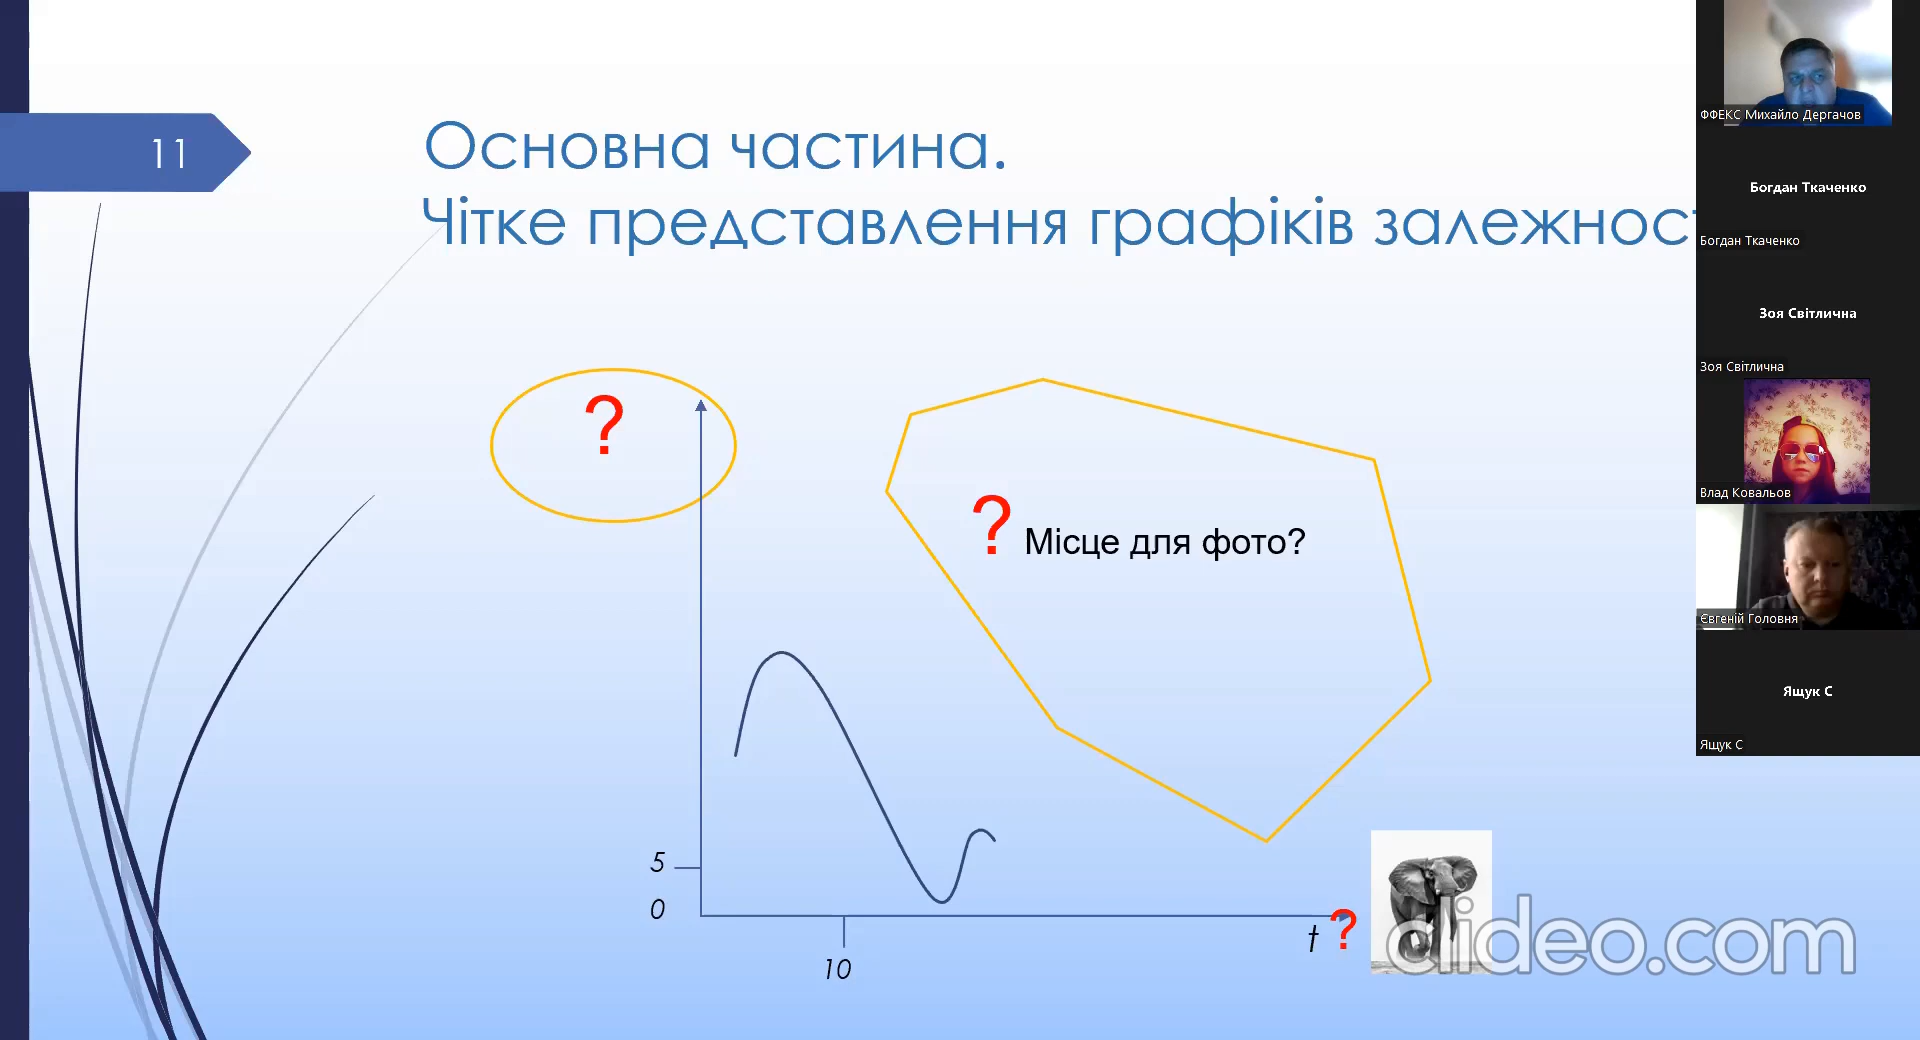 11
Основна частина.
Чітке представлення графіків залежност
?
? Місце для фото?
5
0
10
t ?
ФФЕКС Михайло Дергачов
Богдан Ткаченко
Богдан Ткаченко
Зоя Світлична
Зоя Світлична
Влад Ковальов
Євгеній Головня
Ящук С
Ящук С
clideo.com